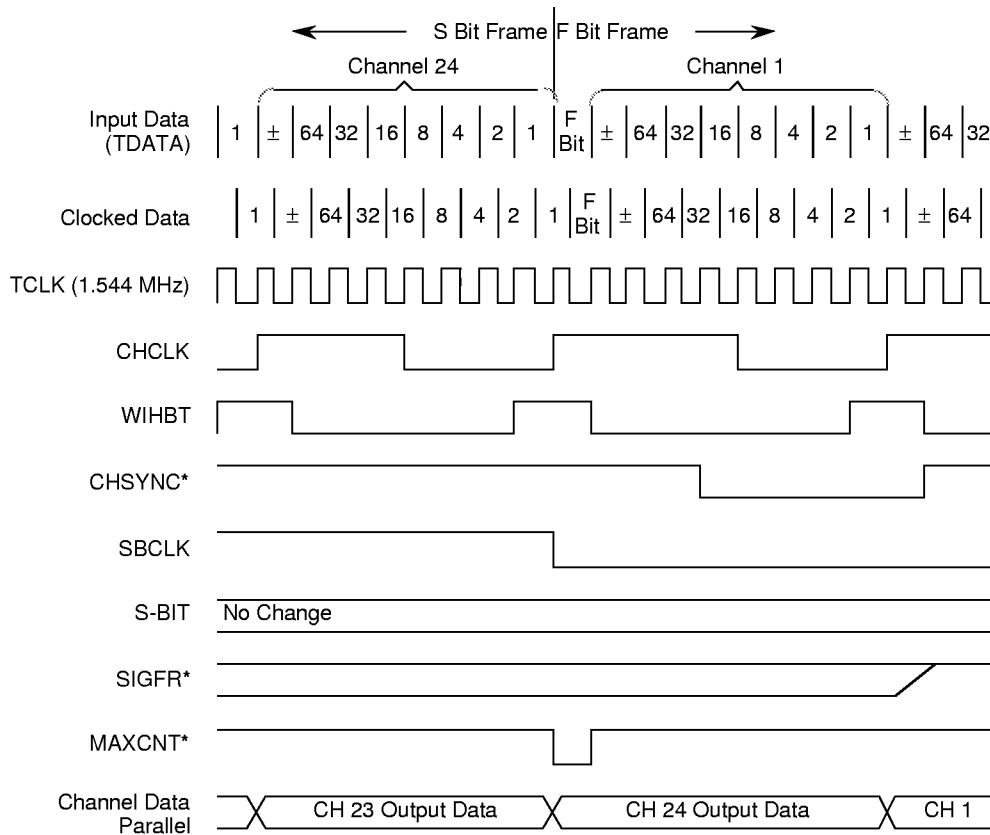 S Bit Frame F Bit Frame
Channel 24 Channel 1
Input Data
(TDATA)
1 ± 64 32 16 8 4 2 1 F Bit ± 64 32 16 8 4 2 1 ± 64 32
Clocked Data
1 ± 64 32 16 8 4 2 1 F Bit ± 64 32 16 8 4 2 1 ± 64
TCLK (1.544 MHz)
CHCLK
WIHBT
CHSYNC*
SBCLK
S-BIT No Change
SIGFR*
MAXCNT*
Channel Data
Parallel
CH 23 Output Data CH 24 Output Data CH 1